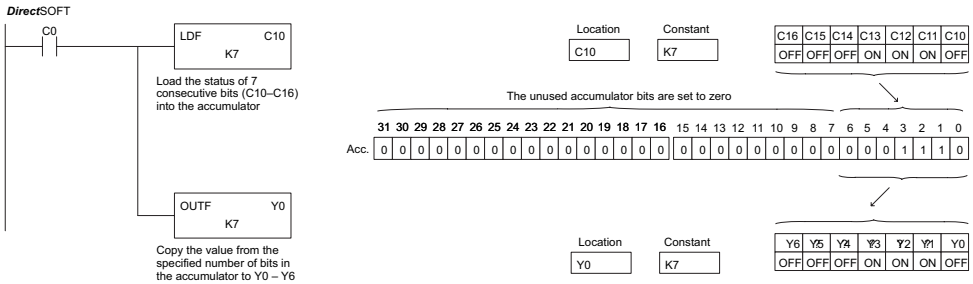 DirectSOFT
C0
LDF C10
K7
Load the status of 7
consecutive bits (C10–C16)
into the accumulator
Location Constant
C10 K7
C16 C15 C14 C13 C12 C11 C10
OFF OFF OFF ON ON ON OFF
The unused accumulator bits are set to zero
31 30 29 28 27 26 25 24 23 22 21 20 19 18 17 16 15 14 13 12 11 10 9 8 7 6 5 4 3 2 1 0
Acc. 0 0 0 0 0 0 0 0 0 0 0 0 0 0 0 0 0 0 0 0 0 0 0 0 0 0 0 0 1 1 1 0
OUTF Y0
K7
Copy the value from the
specified number of bits in
the accumulator to Y0 – Y6
Location Constant
Y0 K7
Y6 Y5 Y4 Y3 Y2 Y1 Y0
OFF OFF OFF ON ON ON OFF